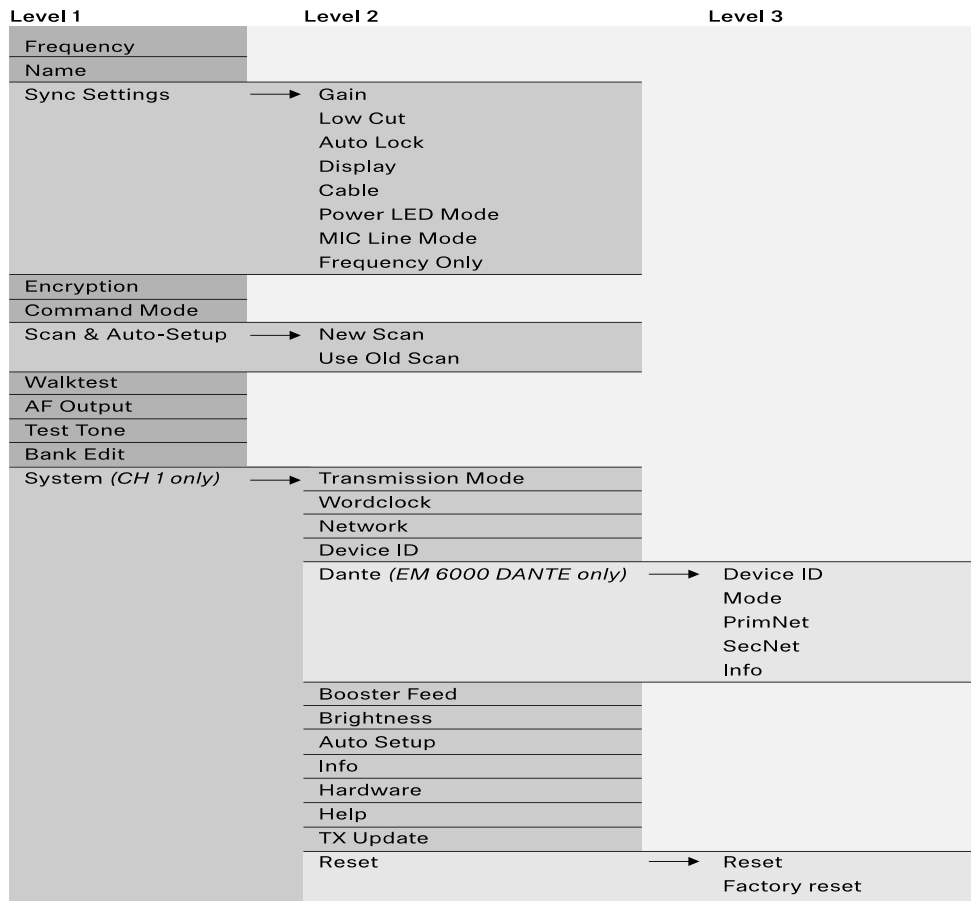 Level 1 Level 2 Level 3
Frequency
Name
Sync Settings Gain
Low Cut
Auto Lock
Display
Cable
Power LED Mode
MIC Line Mode
Frequency Only
Encryption
Command Mode
Scan & Auto-Setup New Scan
Use Old Scan
Walktest
AF Output
Test Tone
Bank Edit
System (CH 1 only) Transmission Mode
Wordclock
Network
Device ID
Dante (EM 6000 DANTE only) Device ID
Mode
PrimNet
SecNet
Info
Booster Feed
Brightness
Auto Setup
Info
Hardware
Help
TX Update
Reset Reset
Factory reset